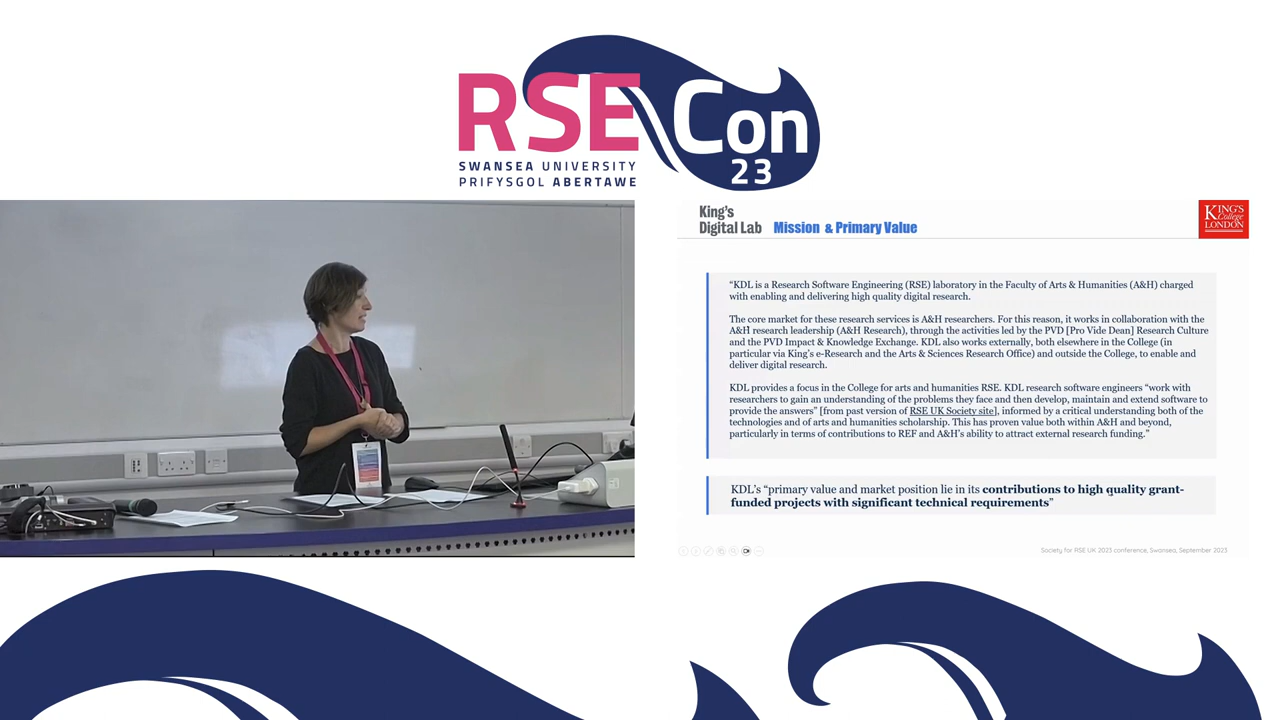 RSE Con
23
SWANSEA UNIVERSITY
PRIFYSGOL ABERTAWE
King's
Digital Lab
Mission & Primary Value
KING'S
College
LONDON
“KDL is a Research Software Engineering (RSE) laboratory in the Faculty of Arts & Humanities (A&H) charged
with enabling and delivering high quality digital research.
The core market for these research services is A&H researchers. For this reason, it works in collaboration with the
A&H research leadership (A&H Research), through the activities led by the PVD [Pro Vide Dean] Research Culture
and the PVD Impact & Knowledge Exchange. KDL also works externally, both elsewhere in the College (in
particular via King's e-Research and the Arts & Sciences Research Office) and outside the College, to enable and
deliver digital research.
KDL provides a focus in the College for arts and humanities RSE. KDL research software engineers “work with
researchers to gain an understanding of the problems they face and then develop, maintain and extend software to
provide the answers” [from past version of RSE UK Society site], informed by a critical understanding both of the
technologies and of arts and humanities scholarship. This has proven value both within A&H and beyond,
particularly in terms of contributions to REF and A&H's ability to attract external research funding.”
KDL's “primary value and market position lie in its contributions to high quality grant-
funded projects with significant technical requirements”
Society for RSE UK 2023 conference, Swansea, September 2023